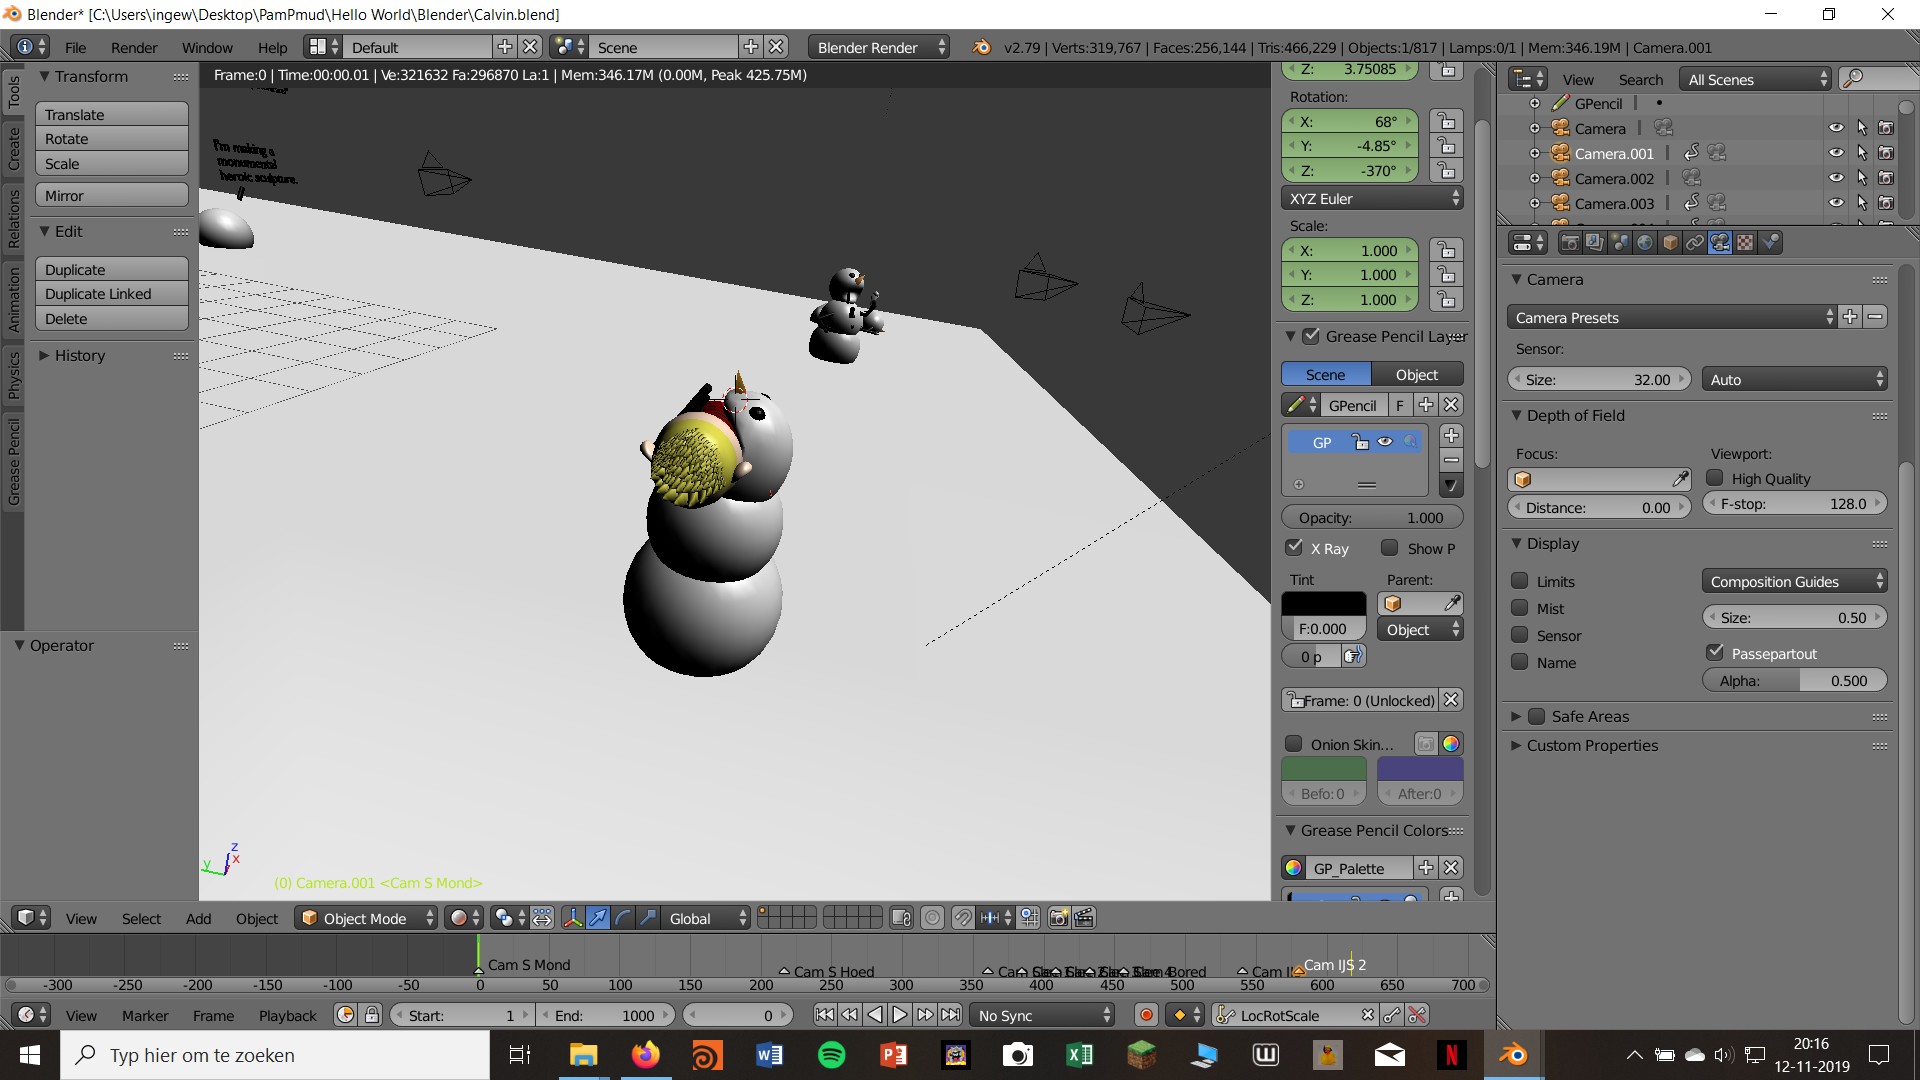 Blender* [C:\Users\ingew\Desktop\PamPmud\Hello World\Blender\Calvin.blend]
File Render Window Help Default Scene Blender Render v2.79 | Verts:319,767 | Faces:256,144 | Tris:466,229 | Objects:1/817 | Lamps:0/1 | Mem:346.19M | Camera.001
Frame:0 | Time:00:00.01 | Ve:321632 Fa:296870 La:1 | Mem:346.17M (0.00M, Peak 425.75M)
Tools
Create
Relations
Animation
Physics
Grease Pencil
Transform
Translate
Rotate
Scale
Mirror
Edit
Duplicate
Duplicate Linked
Delete
History
Operator
I'm making a
monumental
heroic sculpture.
(0) Camera.001 <Cam S Mond>
z
x
y
Z: 3.75085
Rotation:
X: 68°
Y: -4.85°
Z: -370°
XYZ Euler
Scale:
X: 1.000
Y: 1.000
Z: 1.000
Grease Pencil Layer
Scene Object
GPencil F
GP
Opacity: 1.000
X Ray Show P
Tint Parent:
F:0.000 Object
0 p
Frame: 0 (Unlocked)
Onion Skin...
Befo: 0 After:0
Grease Pencil Colors
GP_Palette
View Search All Scenes
GPencil
Camera
Camera.001
Camera.002
Camera.003
Camera
Camera Presets
Sensor:
Size: 32.00 Auto
Depth of Field
Focus: Viewport:
High Quality
Distance: 0.00 F-stop: 128.0
Display
Limits Composition Guides
Mist Size: 0.50
Sensor
Name Passepartout
Alpha: 0.500
Safe Areas
Custom Properties
View Select Add Object Object Mode Global
Cam S Mond Cam S Hoed Bored Cam IJS 2
-300 -250 -200 -150 -100 -50 0 50 100 150 200 250 300 350 400 450 500 550 600 650 700
View Marker Frame Playback Start: 1 End: 1000 0 No Sync LocRotScale
Typ hier om te zoeken
20:16
12-11-2019